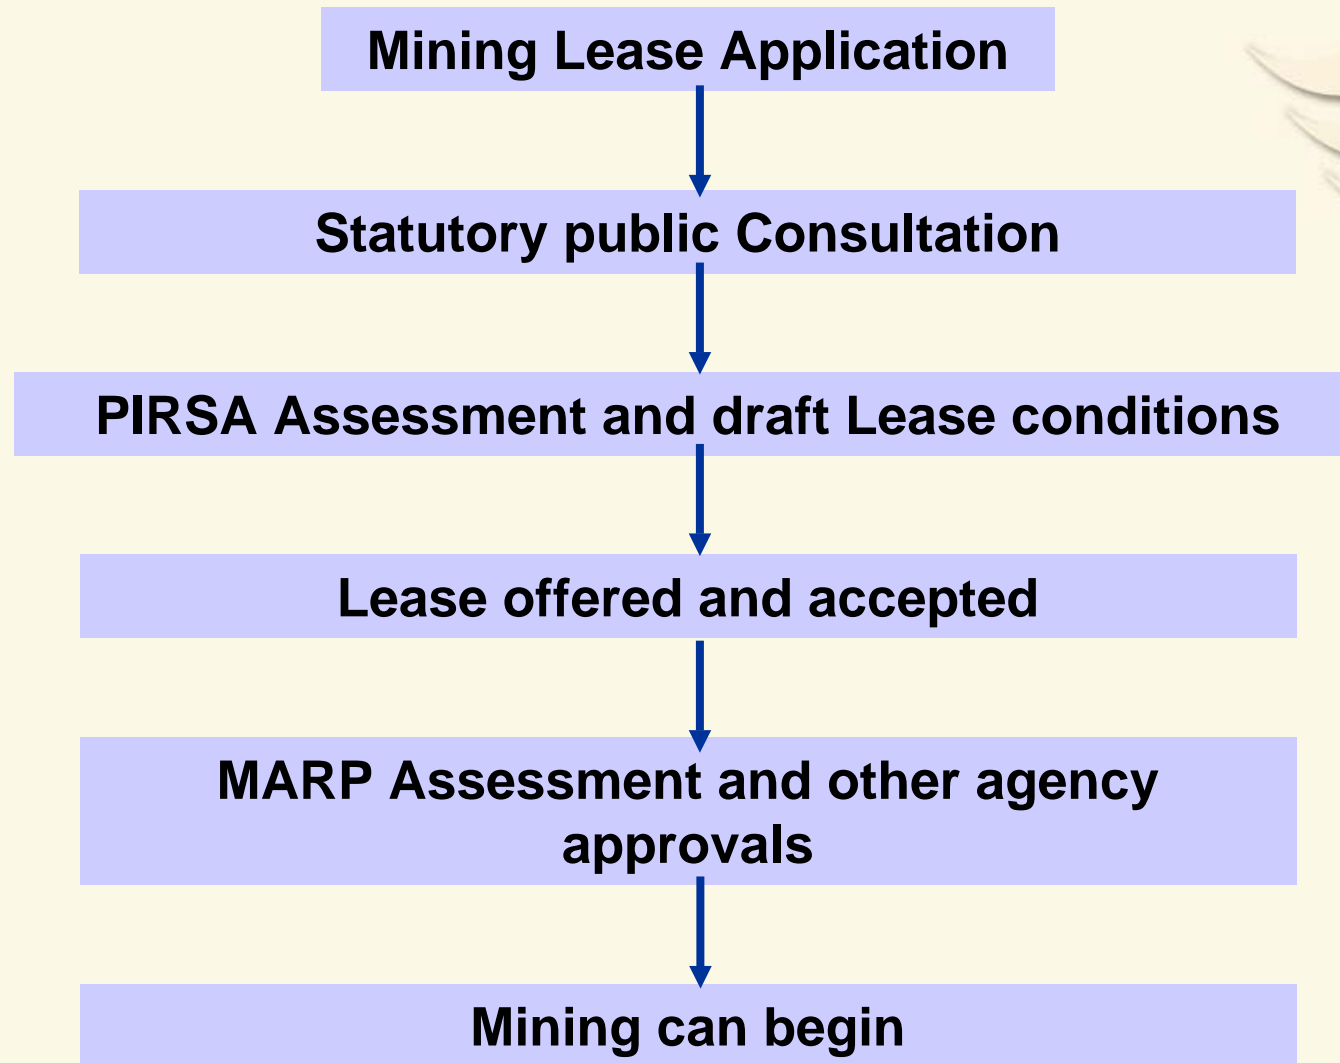 Mining Lease Application
Statutory public Consultation
PIRSA Assessment and draft Lease conditions
Lease offered and accepted
MARP Assessment and other agency
approvals
Mining can begin